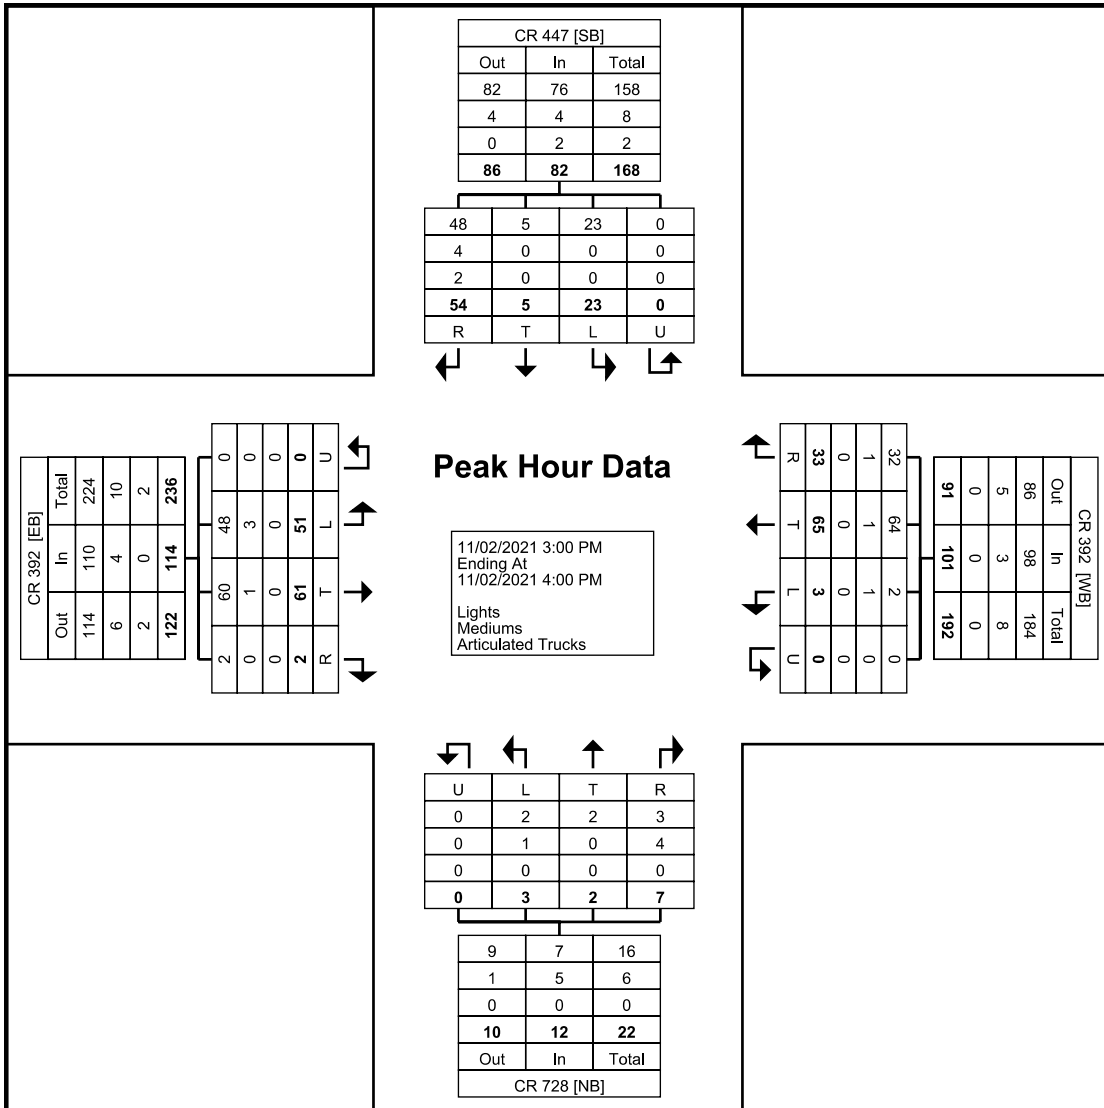 CR 447 [SB]
Out In Total
82 76 158
4 4 8
0 2 2
86 82 168
48 5 23 0
4 0 0 0
2 0 0 0
54 5 23 0
R T L U
CR 392 [EB]
Total In Out
224 110 114
10 4 6
2 0 2
236 114 122
0 48 60 2
0 3 1 0
0 0 0 0
0 51 61 2
U L T R
Peak Hour Data
11/02/2021 3:00 PM
Ending At
11/02/2021 4:00 PM
Lights
Mediums
Articulated Trucks
CR 392 [WB]
Out In Total
86 98 184
5 3 8
0 0 0
91 101 192
32 64 2 0
1 1 1 0
0 0 0 0
33 65 3 0
R T L U
U L T R
0 2 2 3
0 1 0 4
0 0 0 0
0 3 2 7
9 7 16
1 5 6
0 0 0
10 12 22
Out In Total
CR 728 [NB]